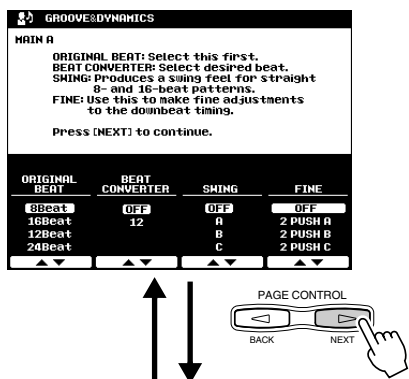 GROOVE&DYNAMICS
MAIN A
ORIGINAL BEAT: Select this first.
BEAT CONVERTER: Select desired beat.
SWING: Produces a swing feel for straight
8- and 16-beat patterns.
FINE: Use this to make fine adjustments
to the downbeat timing.
Press [NEXT] to continue.
ORIGINAL BEAT BEAT CONVERTER SWING FINE
8Beat OFF OFF OFF
16Beat 12 A 2 PUSH A
12Beat B 2 PUSH B
24Beat C 2 PUSH C
PAGE CONTROL
BACK NEXT